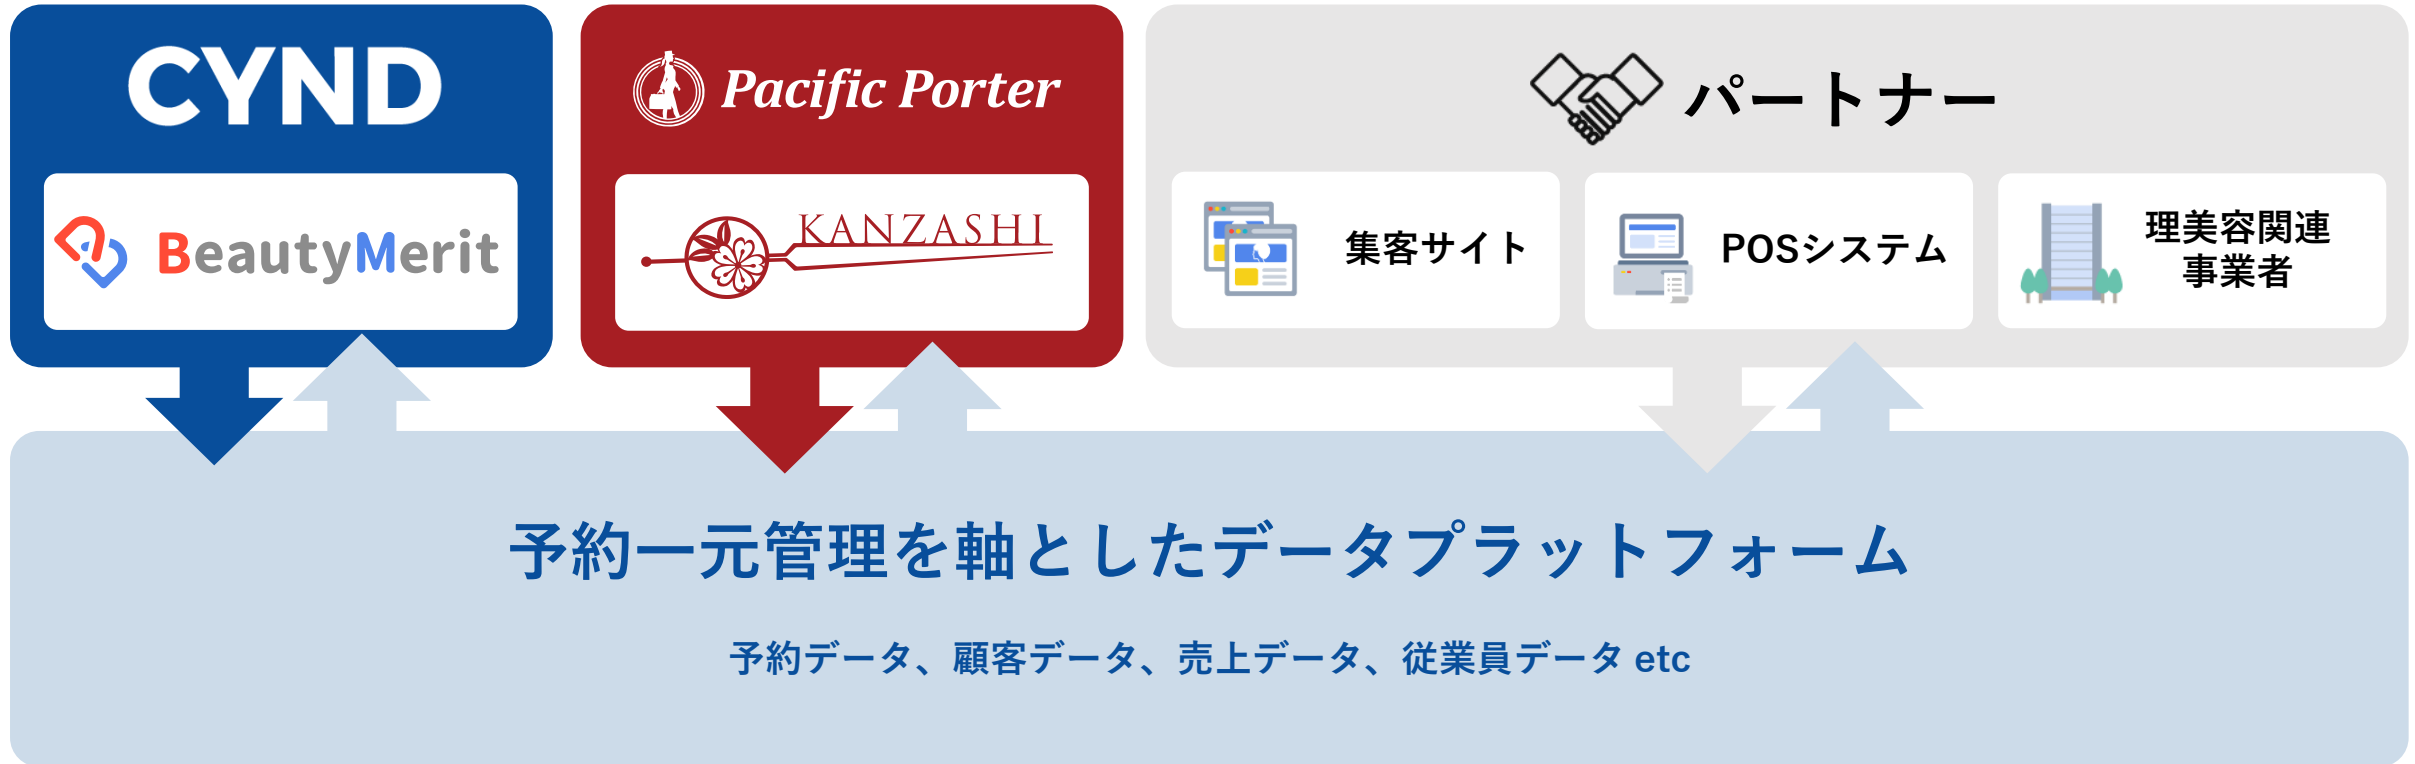 CYND
BeautyMerit
Pacific Porter
KANZASHI
パートナー
集客サイト
POSシステム
理美容関連
事業者
予約一元管理を軸としたデータプラットフォーム
予約データ、顧客データ、売上データ、従業員データ etc